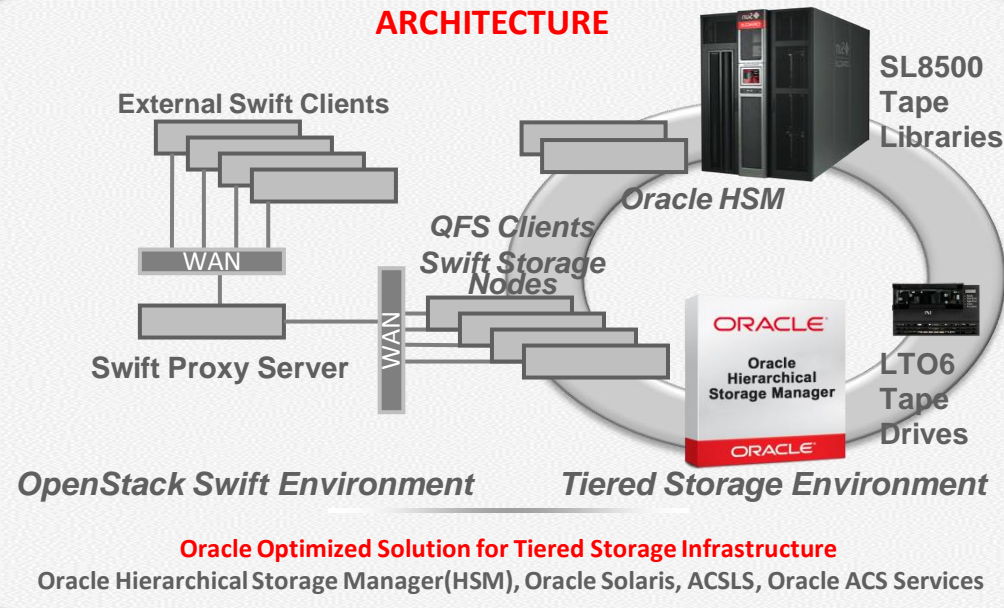 ARCHITECTURE
External Swift Clients
WAN
Swift Proxy Server
WAN
QFS Clients
Swift Storage
Nodes
Oracle HSM
SL8500
Tape
Libraries
ORACLE
Oracle
Hierarchical
Storage Manager
ORACLE
LTO6
Tape
Drives
OpenStack Swift Environment
Tiered Storage Environment
Oracle Optimized Solution for Tiered Storage Infrastructure
Oracle Hierarchical Storage Manager(HSM), Oracle Solaris, ACSLS, Oracle ACS Services